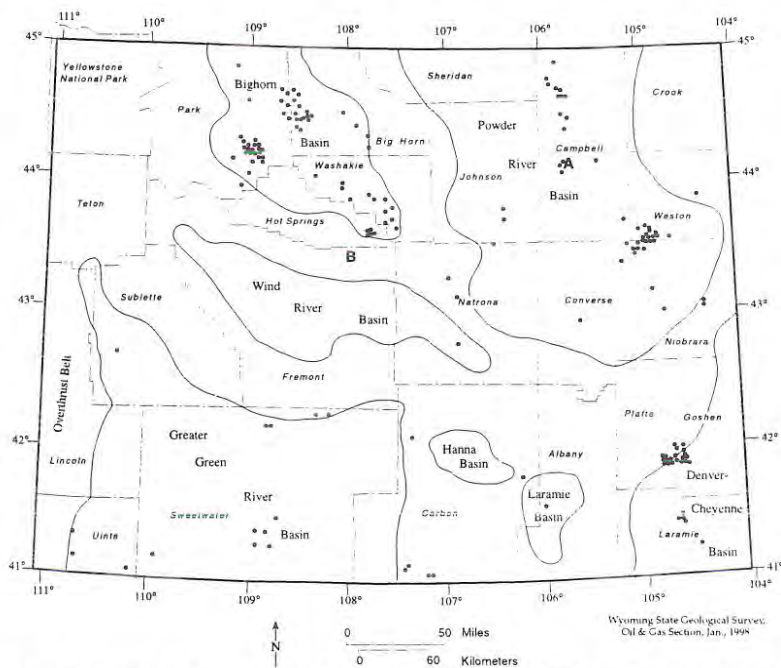 111°
110°
109°
108°
107°
106°
105°
104°
45°
45°
Yellowstone
National Park
Bighorn
Sheridan
Crook
Park
Powder
Basin
Big Horn
Campbell
44°
Washakie
River
A
44°
Johnson
Teton
Basin
Hot Springs
Weston
B
Wind
43°
Sublette
River
Natrona
Converse
43°
Basin
Niobrara
Fremont
Overthrust Belt
Platte
Goshen
42°
Greater
Hanna
Basin
Albany
42°
Lincoln
Green
Denver-
River
Laramie
Basin
Cheyenne
Sweetwater
Carbon
Uinta
Basin
Laramie
Basin
41°
41°
111°
110°
109°
108°
107°
106°
105°
104°
Wyoming State Geological Survey,
Oil & Gas Section, Jan., 1998
N
0 50 Miles
0 60 Kilometers